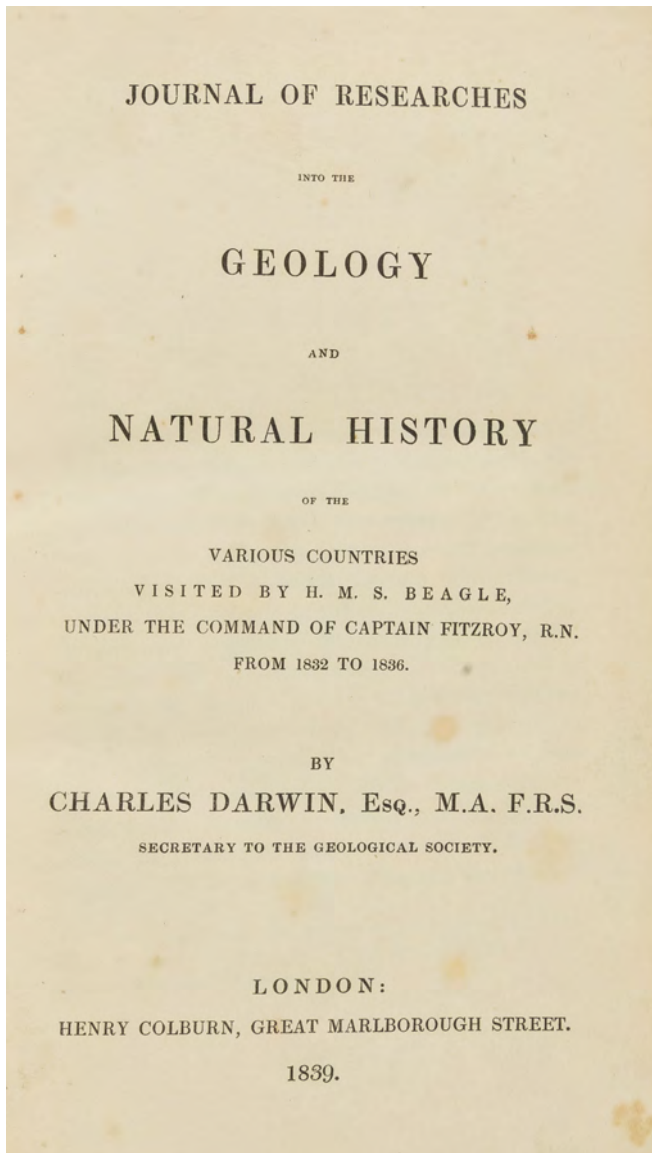 JOURNAL OF RESEARCHES
INTO THE
GEOLOGY
AND
NATURAL HISTORY
OF THE
VARIOUS COUNTRIES
VISITED BY H. M. S. BEAGLE,
UNDER THE COMMAND OF CAPTAIN FITZROY, R.N.
FROM 1832 TO 1836.
BY
CHARLES DARWIN, Esq., M.A. F.R.S.
SECRETARY TO THE GEOLOGICAL SOCIETY.
LONDON:
HENRY COLBURN, GREAT MARLBOROUGH STREET.
1839.